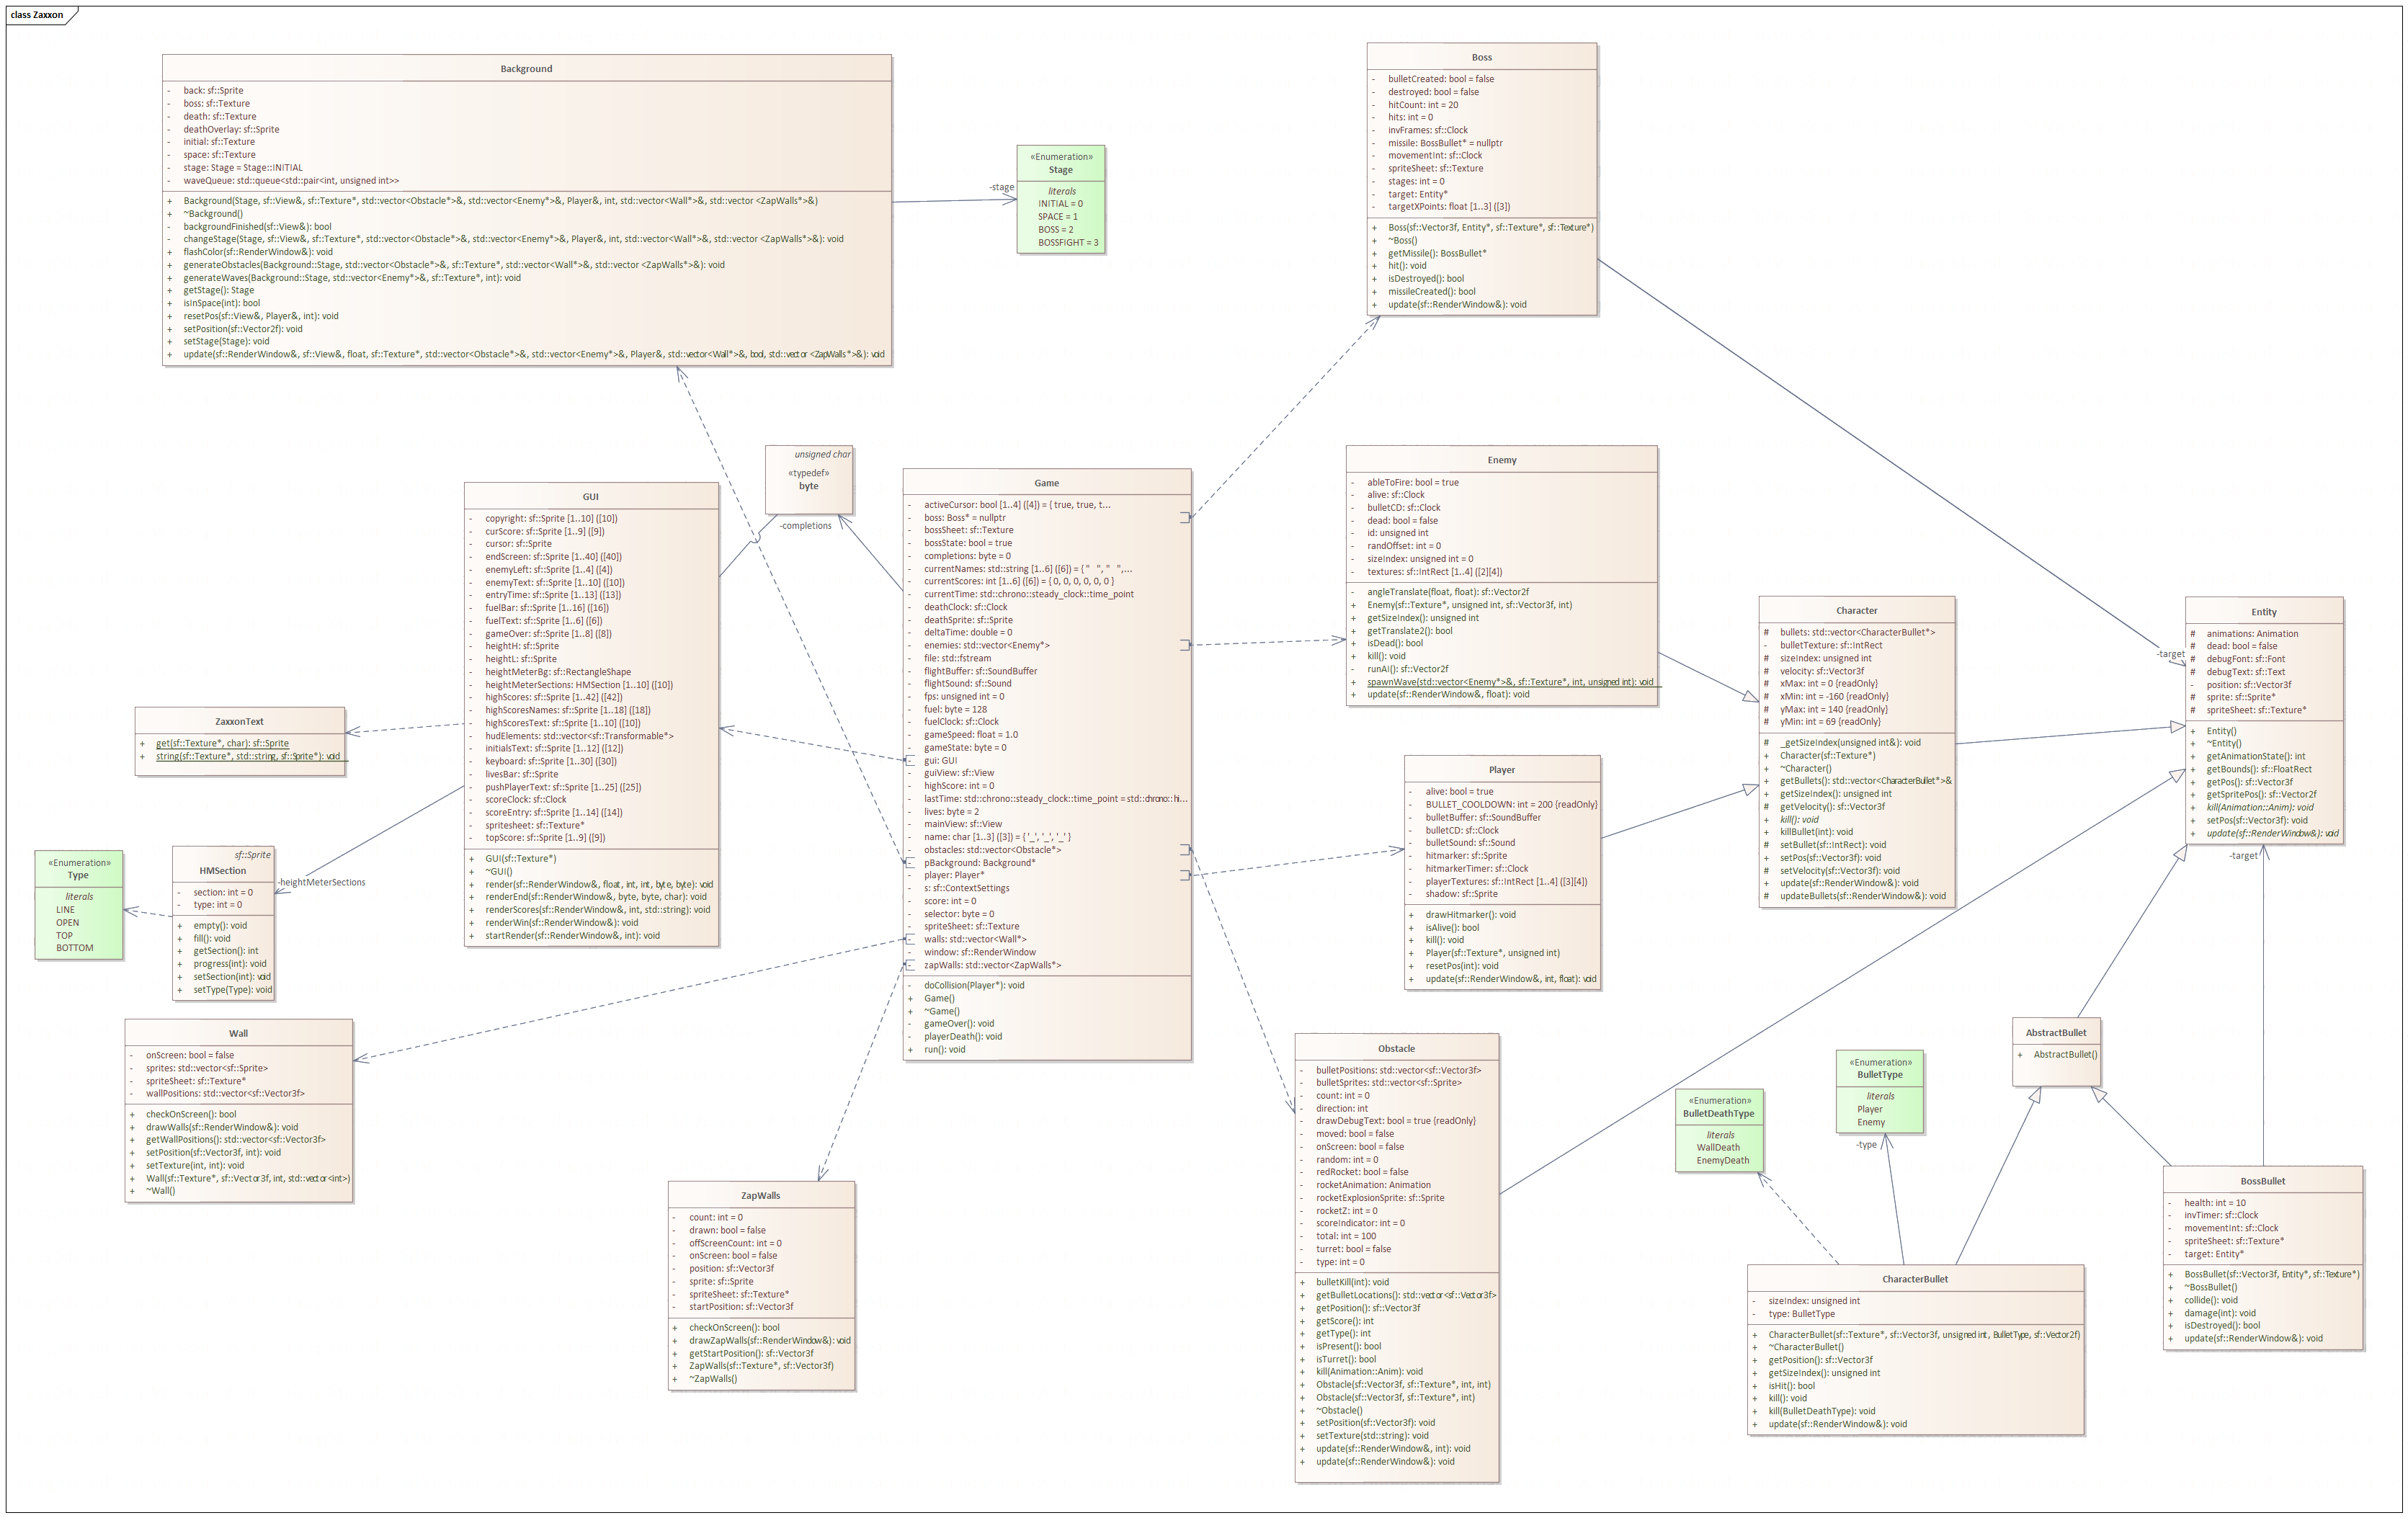 class Zaxxon
Background
- back: sf::Sprite
- boss: sf::Texture
- death: sf::Texture
- deathOverlay: sf::Sprite
- initial: sf::Texture
- space: sf::Texture
- stage: Stage = Stage::INITIAL
- waveQueue: std::queue<std::pair<int, unsigned int>>
+ Background(Stage, sf::View&, sf::Texture*, std::vector<Obstacle*>&, std::vector<Enemy*>&, Player&, int, std::vector<Wall*>&, std::vector <ZapWalls*>&)
+ ~Background()
- backgroundFinished(sf::View&): bool
- changeStage(Stage, sf::View&, sf::Texture*, std::vector<Obstacle*>&, std::vector<Enemy*>&, Player&, int, std::vector<Wall*>&, std::vector <ZapWalls*>&): void
+ flashColor(sf::RenderWindow&): void
+ generateObstacles(Background::Stage, std::vector<Obstacle*>&, sf::Texture*, std::vector<Wall*>&, std::vector <ZapWalls*>&): void
+ generateWaves(Background::Stage, std::vector<Enemy*>&, sf::Texture*, int): void
+ getStage(): Stage
+ isInSpace(int): bool
+ resetPos(sf::View&, Player&, int): void
+ setPosition(sf::Vector2f): void
+ setStage(Stage): void
+ update(sf::RenderWindow&, sf::View&, float, sf::Texture*, std::vector<Obstacle*>&, std::vector<Enemy*>&, Player&, std::vector<Wall*>&, bool, std::vector <ZapWalls*>&): void
-stage
«Enumeration»
Stage
literals
INITIAL = 0
SPACE = 1
BOSS = 2
BOSSFIGHT = 3
Boss
- bulletCreated: bool = false
- destroyed: bool = false
- hitCount: int = 20
- hits: int = 0
- invFrames: sf::Clock
- missile: BossBullet* = nullptr
- movementInt: sf::Clock
- spriteSheet: sf::Texture
- stages: int = 0
- target: Entity*
- targetXPoints: float [1..3] ([3])
+ Boss(sf::Vector3f, Entity*, sf::Texture*, sf::Texture*)
+ ~Boss()
+ getMissile(): BossBullet*
+ hit(): void
+ isDestroyed(): bool
+ missileCreated(): bool
+ update(sf::RenderWindow&): void
unsigned char
«typedef»
byte
-completions
GUI
- copyright: sf::Sprite [1..10] ([10])
- curScore: sf::Sprite [1..9] ([9])
- cursor: sf::Sprite
- endScreen: sf::Sprite [1..40] ([40])
- enemyLeft: sf::Sprite [1..4] ([4])
- enemyText: sf::Sprite [1..10] ([10])
- entryTime: sf::Sprite [1..13] ([13])
- fuelBar: sf::Sprite [1..16] ([16])
- fuelText: sf::Sprite [1..6] ([6])
- gameOver: sf::Sprite [1..8] ([8])
- heightH: sf::Sprite
- heightL: sf::Sprite
- heightMeterBg: sf::RectangleShape
- heightMeterSections: HMSection [1..10] ([10])
- highScores: sf::Sprite [1..42] ([42])
- highScoresNames: sf::Sprite [1..18] ([18])
- highScoresText: sf::Sprite [1..10] ([10])
- hudElements: std::vector<sf::Transformable*>
- initialsText: sf::Sprite [1..12] ([12])
- keyboard: sf::Sprite [1..30] ([30])
- livesBar: sf::Sprite
- pushPlayerText: sf::Sprite [1..25] ([25])
- scoreClock: sf::Clock
- scoreEntry: sf::Sprite [1..14] ([14])
- spritesheet: sf::Texture*
- topScore: sf::Sprite [1..9] ([9])
+ GUI(sf::Texture*)
+ ~GUI()
+ render(sf::RenderWindow&, float, int, int, byte, byte): void
+ renderEnd(sf::RenderWindow&, byte, byte, char): void
+ renderScores(sf::RenderWindow&, int, std::string): void
+ renderWin(sf::RenderWindow&): void
+ startRender(sf::RenderWindow&, int): void
Game
- activeCursor: bool [1..4] ([4]) = { true, true, t...
- boss: Boss* = nullptr
- bossSheet: sf::Texture
- bossState: bool = true
- completions: byte = 0
- currentNames: std::string [1..6] ([6]) = { "   ", "   ",...
- currentScores: int [1..6] ([6]) = { 0, 0, 0, 0, 0, 0 }
- currentTime: std::chrono::steady_clock::time_point
- deathClock: sf::Clock
- deathSprite: sf::Sprite
- deltaTime: double = 0
- enemies: std::vector<Enemy*>
- file: std::fstream
- flightBuffer: sf::SoundBuffer
- flightSound: sf::Sound
- fps: unsigned int = 0
- fuel: byte = 128
- fuelClock: sf::Clock
- gameSpeed: float = 1.0
- gameState: byte = 0
- gui: GUI
- guiView: sf::View
- highScore: int = 0
- lastTime: std::chrono::steady_clock::time_point = std::chrono::hi...
- lives: byte = 2
- mainView: sf::View
- name: char [1..3] ([3]) = { '_', '_', '_' }
- obstacles: std::vector<Obstacle*>
- pBackground: Background*
- player: Player*
- s: sf::ContextSettings
- score: int = 0
- selector: byte = 0
- spriteSheet: sf::Texture
- walls: std::vector<Wall*>
- window: sf::RenderWindow
- zapWalls: std::vector<ZapWalls*>
- doCollision(Player*): void
+ Game()
+ ~Game()
- gameOver(): void
- playerDeath(): void
+ run(): void
Enemy
- ableToFire: bool = true
- alive: sf::Clock
- bulletCD: sf::Clock
- dead: bool = false
- id: unsigned int
- randOffset: int = 0
- sizeIndex: unsigned int = 0
- textures: sf::IntRect [1..4] ([2][4])
- angleTranslate(float, float): sf::Vector2f
+ Enemy(sf::Texture*, unsigned int, sf::Vector3f, int)
+ getSizeIndex(): unsigned int
+ getTranslate2(): bool
+ isDead(): bool
+ kill(): void
- runAI(): sf::Vector2f
+ spawnWave(std::vector<Enemy*>&, sf::Texture*, int, unsigned int): void
+ update(sf::RenderWindow&, float): void
Character
# bullets: std::vector<CharacterBullet*>
- bulletTexture: sf::IntRect
# sizeIndex: unsigned int
# velocity: sf::Vector3f
# xMax: int = 0 {readOnly}
# xMin: int = -160 {readOnly}
# yMax: int = 140 {readOnly}
# yMin: int = 69 {readOnly}
# _getSizeIndex(unsigned int&): void
+ Character(sf::Texture*)
+ ~Character()
+ getBullets(): std::vector<CharacterBullet*>&
+ getSizeIndex(): unsigned int
# getVelocity(): sf::Vector3f
+ kill(): void
+ killBullet(int): void
# setBullet(sf::IntRect): void
+ setPos(sf::Vector3f): void
# setVelocity(sf::Vector3f): void
+ update(sf::RenderWindow&): void
# updateBullets(sf::RenderWindow&): void
-target
Entity
# animations: Animation
# dead: bool = false
# debugFont: sf::Font
# debugText: sf::Text
- position: sf::Vector3f
# sprite: sf::Sprite*
# spriteSheet: sf::Texture*
+ Entity()
+ ~Entity()
+ getAnimationState(): int
+ getBounds(): sf::FloatRect
+ getPos(): sf::Vector3f
+ getSpritePos(): sf::Vector2f
+ kill(Animation::Anim): void
+ setPos(sf::Vector3f): void
+ update(sf::RenderWindow&): void
-target
ZaxxonText
+ get(sf::Texture*, char): sf::Sprite
+ string(sf::Texture*, std::string, sf::Sprite*): void
Player
- alive: bool = true
- BULLET_COOLDOWN: int = 200 {readOnly}
- bulletBuffer: sf::SoundBuffer
- bulletCD: sf::Clock
- bulletSound: sf::Sound
- hitmarker: sf::Sprite
- hitmarkerTimer: sf::Clock
- playerTextures: sf::IntRect [1..4] ([3][4])
- shadow: sf::Sprite
+ drawHitmarker(): void
+ isAlive(): bool
+ kill(): void
+ Player(sf::Texture*, unsigned int)
+ resetPos(int): void
+ update(sf::RenderWindow&, int, float): void
«Enumeration»
Type
literals
LINE
OPEN
TOP
BOTTOM
sf::Sprite
HMSection
- section: int = 0
- type: int = 0
+ empty(): void
+ fill(): void
+ getSection(): int
+ progress(int): void
+ setSection(int): void
+ setType(Type): void
-heightMeterSections
Wall
- onScreen: bool = false
- sprites: std::vector<sf::Sprite>
- spriteSheet: sf::Texture*
- wallPositions: std::vector<sf::Vector3f>
+ checkOnScreen(): bool
+ drawWalls(sf::RenderWindow&): void
+ getWallPositions(): std::vector<sf::Vector3f>
+ setPosition(sf::Vector3f, int): void
+ setTexture(int, int): void
+ Wall(sf::Texture*, sf::Vector3f, int, std::vector<int>)
+ ~Wall()
ZapWalls
- count: int = 0
- drawn: bool = false
- offScreenCount: int = 0
- onScreen: bool = false
- position: sf::Vector3f
- sprite: sf::Sprite
- spriteSheet: sf::Texture*
- startPosition: sf::Vector3f
+ checkOnScreen(): bool
+ drawZapWalls(sf::RenderWindow&): void
+ getStartPosition(): sf::Vector3f
+ ZapWalls(sf::Texture*, sf::Vector3f)
+ ~ZapWalls()
Obstacle
- bulletPositions: std::vector<sf::Vector3f>
- bulletSprites: std::vector<sf::Sprite>
- count: int = 0
- direction: int
- drawDebugText: bool = true {readOnly}
- moved: bool = false
- onScreen: bool = false
- random: int = 0
- redRocket: bool = false
- rocketAnimation: Animation
- rocketExplosionSprite: sf::Sprite
- rocketZ: int = 0
- scoreIndicator: int = 0
- total: int = 100
- turret: bool = false
- type: int = 0
+ bulletKill(int): void
+ getBulletLocations(): std::vector<sf::Vector3f>
+ getPosition(): sf::Vector3f
+ getScore(): int
+ getType(): int
+ isPresent(): bool
+ isTurret(): bool
+ kill(Animation::Anim): void
+ Obstacle(sf::Vector3f, sf::Texture*, int, int)
+ Obstacle(sf::Vector3f, sf::Texture*, int)
+ ~Obstacle()
+ setPosition(sf::Vector3f): void
+ setTexture(std::string): void
+ update(sf::RenderWindow&, int): void
+ update(sf::RenderWindow&): void
AbstractBullet
+ AbstractBullet()
«Enumeration»
BulletType
literals
Player
Enemy
-type
«Enumeration»
BulletDeathType
literals
WallDeath
EnemyDeath
BossBullet
- health: int = 10
- invTimer: sf::Clock
- movementInt: sf::Clock
- spriteSheet: sf::Texture*
- target: Entity*
+ BossBullet(sf::Vector3f, Entity*, sf::Texture*)
+ ~BossBullet()
+ collide(): void
+ damage(int): void
+ isDestroyed(): bool
+ update(sf::RenderWindow&): void
CharacterBullet
- sizeIndex: unsigned int
- type: BulletType
+ CharacterBullet(sf::Texture*, sf::Vector3f, unsigned int, BulletType, sf::Vector2f)
+ ~CharacterBullet()
+ getPosition(): sf::Vector3f
+ getSizeIndex(): unsigned int
+ isHit(): bool
+ kill(): void
+ kill(BulletDeathType): void
+ update(sf::RenderWindow&): void